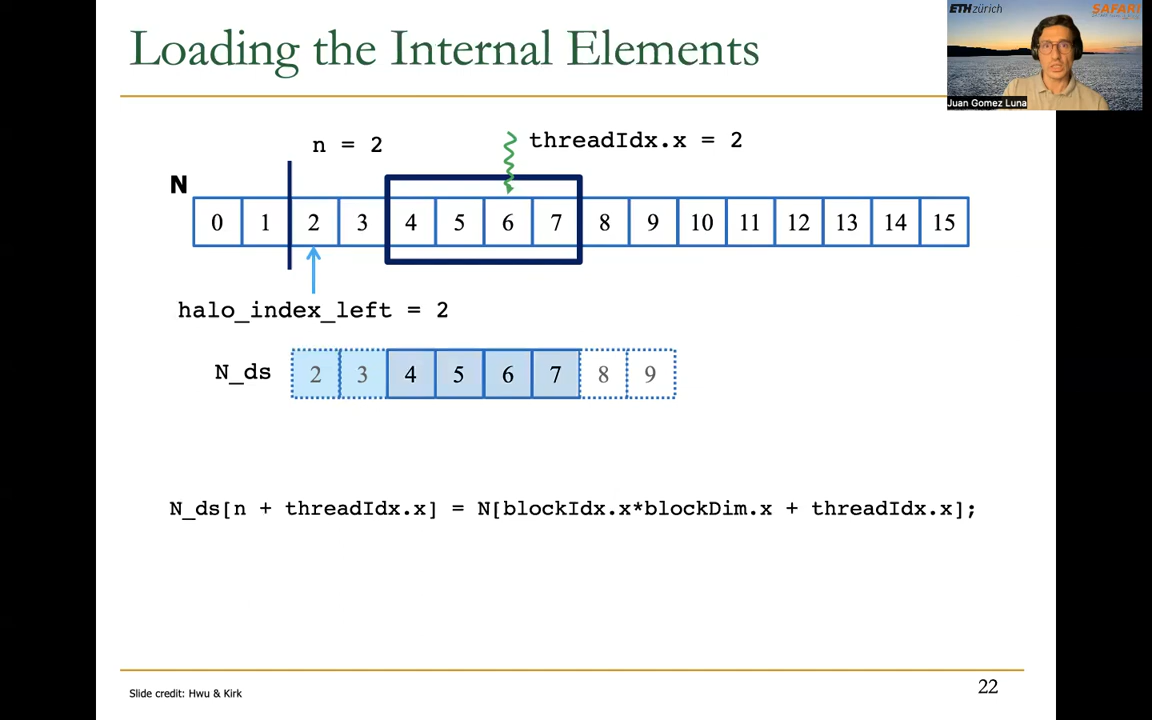 Loading the Internal Elements
ETH zürich
SAFARI
Juan Gomez Luna
n = 2
threadIdx.x = 2
N
0 1 2 3 4 5 6 7 8 9 10 11 12 13 14 15
halo_index_left = 2
N_ds
2 3 4 5 6 7 8 9
N_ds[n + threadIdx.x] = N[blockIdx.x*blockDim.x + threadIdx.x];
Slide credit: Hwu & Kirk
22